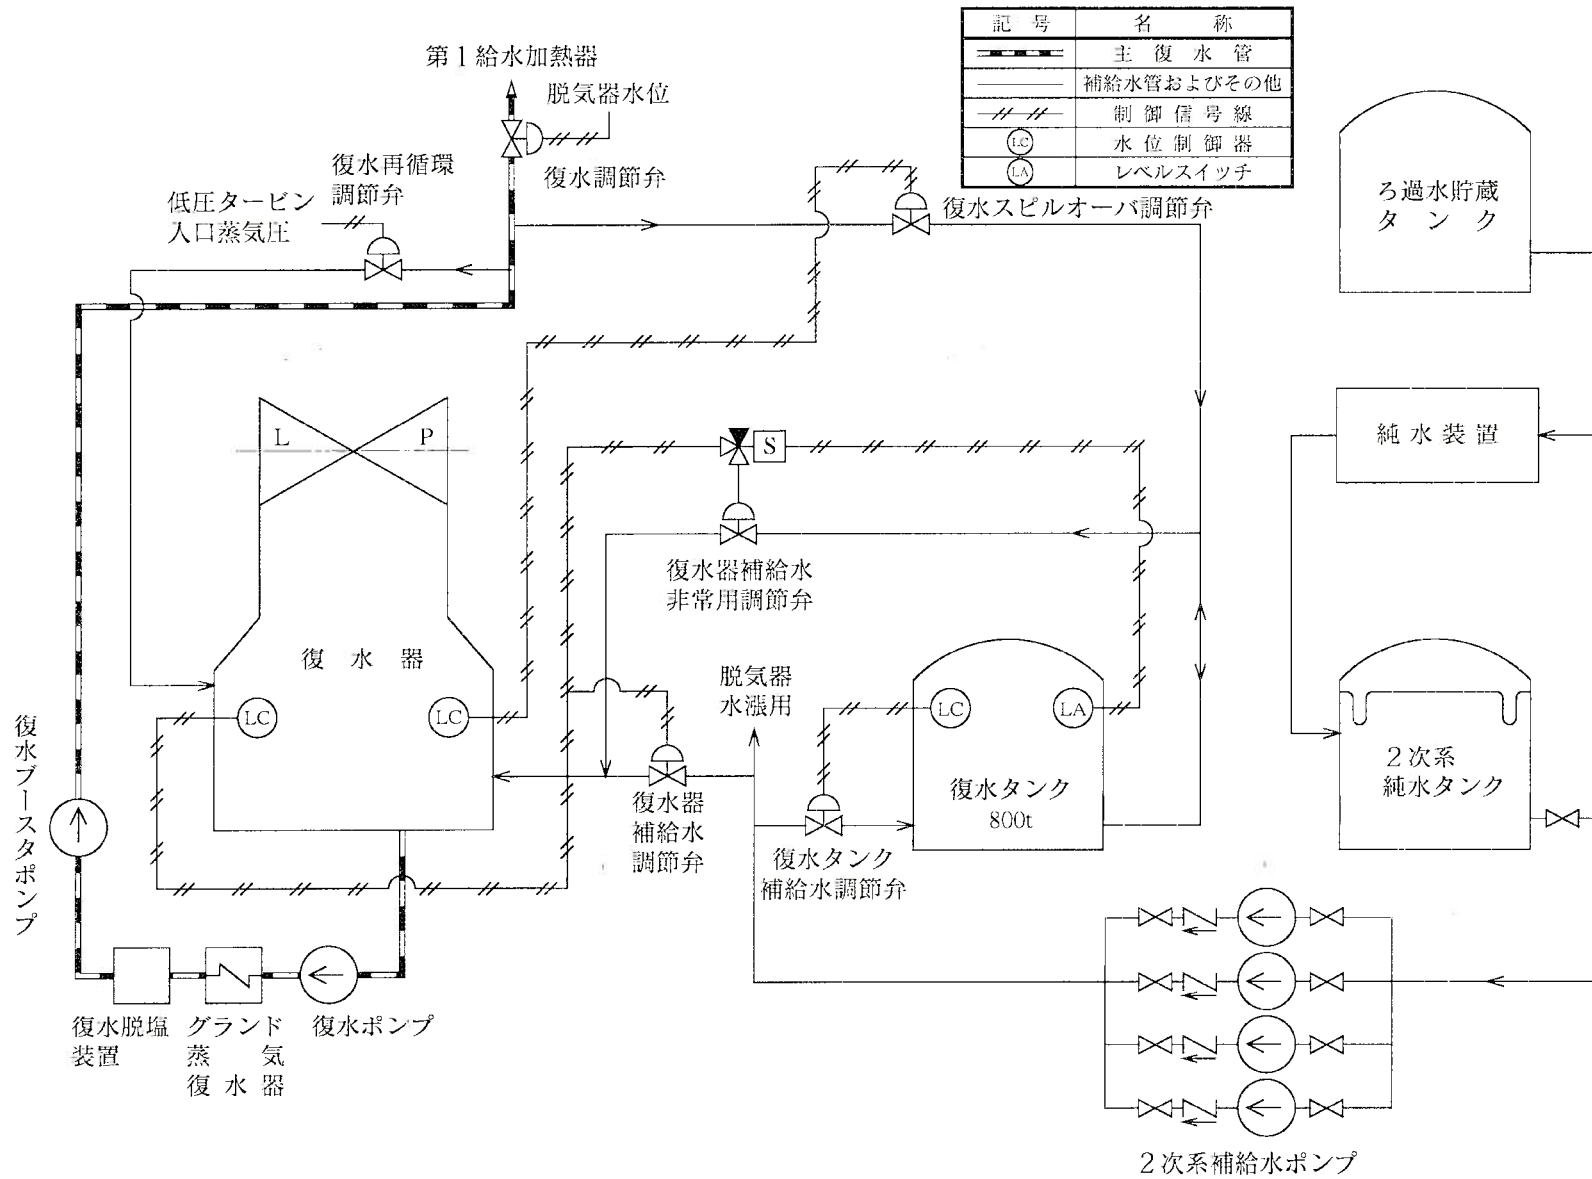 記号 名称
主復水管
補給水管およびその他
制御信号線
LC 水位制御器
LA レベルスイッチ
第1給水加熱器
脱気器水位
復水再循環
調節弁
復水調節弁
低圧タービン
入口蒸気圧
復水スピルオーバ調節弁
ろ過水貯蔵
タンク
L P
S
純水装置
復水器補給水
非常用調節弁
復水器
LC
LC
脱気器
水漲用
LC
LA
復水タンク
800t
2次系
純水タンク
復水ブースタポンプ
復水器
補給水
調節弁
復水タンク
補給水調節弁
復水脱塩
装置
グランド
蒸気
復水器
復水ポンプ
2次系補給水ポンプ